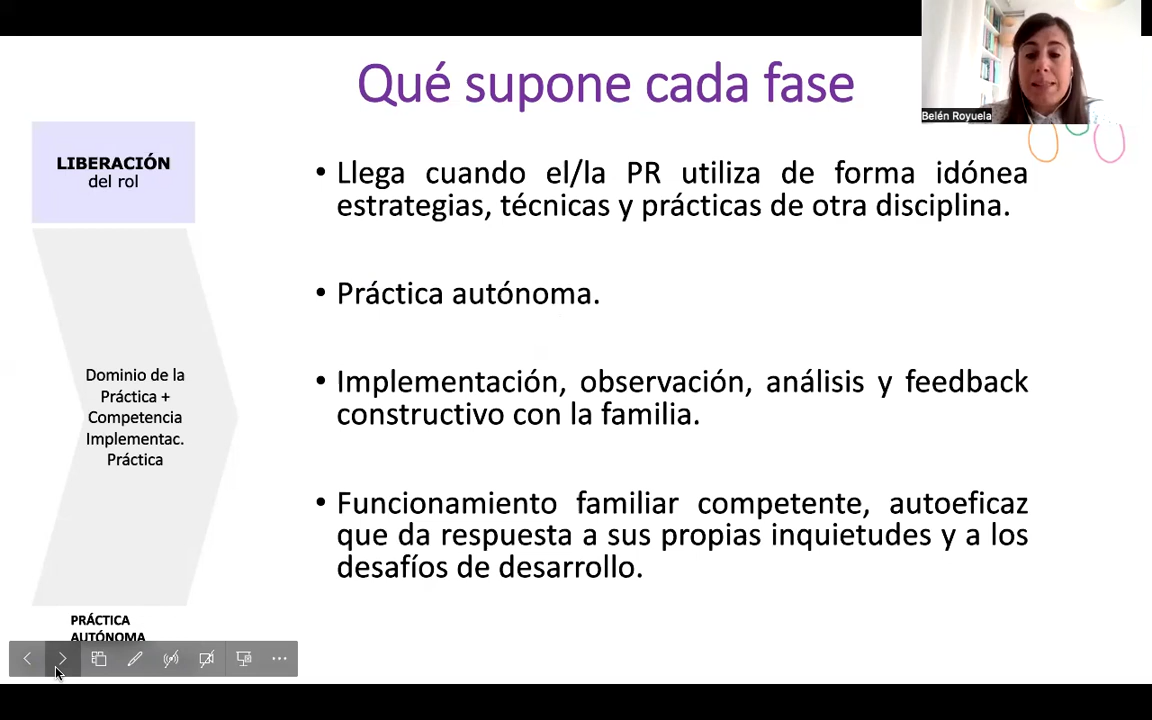 Qué supone cada fase
Belén Royuela
LIBERACIÓN
del rol
• Llega cuando el/la PR utiliza de forma idónea
estrategias, técnicas y prácticas de otra disciplina.
• Práctica autónoma.
Dominio de la
Práctica +
Competencia
Implementac.
Práctica
• Implementación, observación, análisis y feedback
constructivo con la familia.
• Funcionamiento familiar competente, autoeficaz
que da respuesta a sus propias inquietudes y a los
desafíos de desarrollo.
PRÁCTICA
AUTÓNOMA